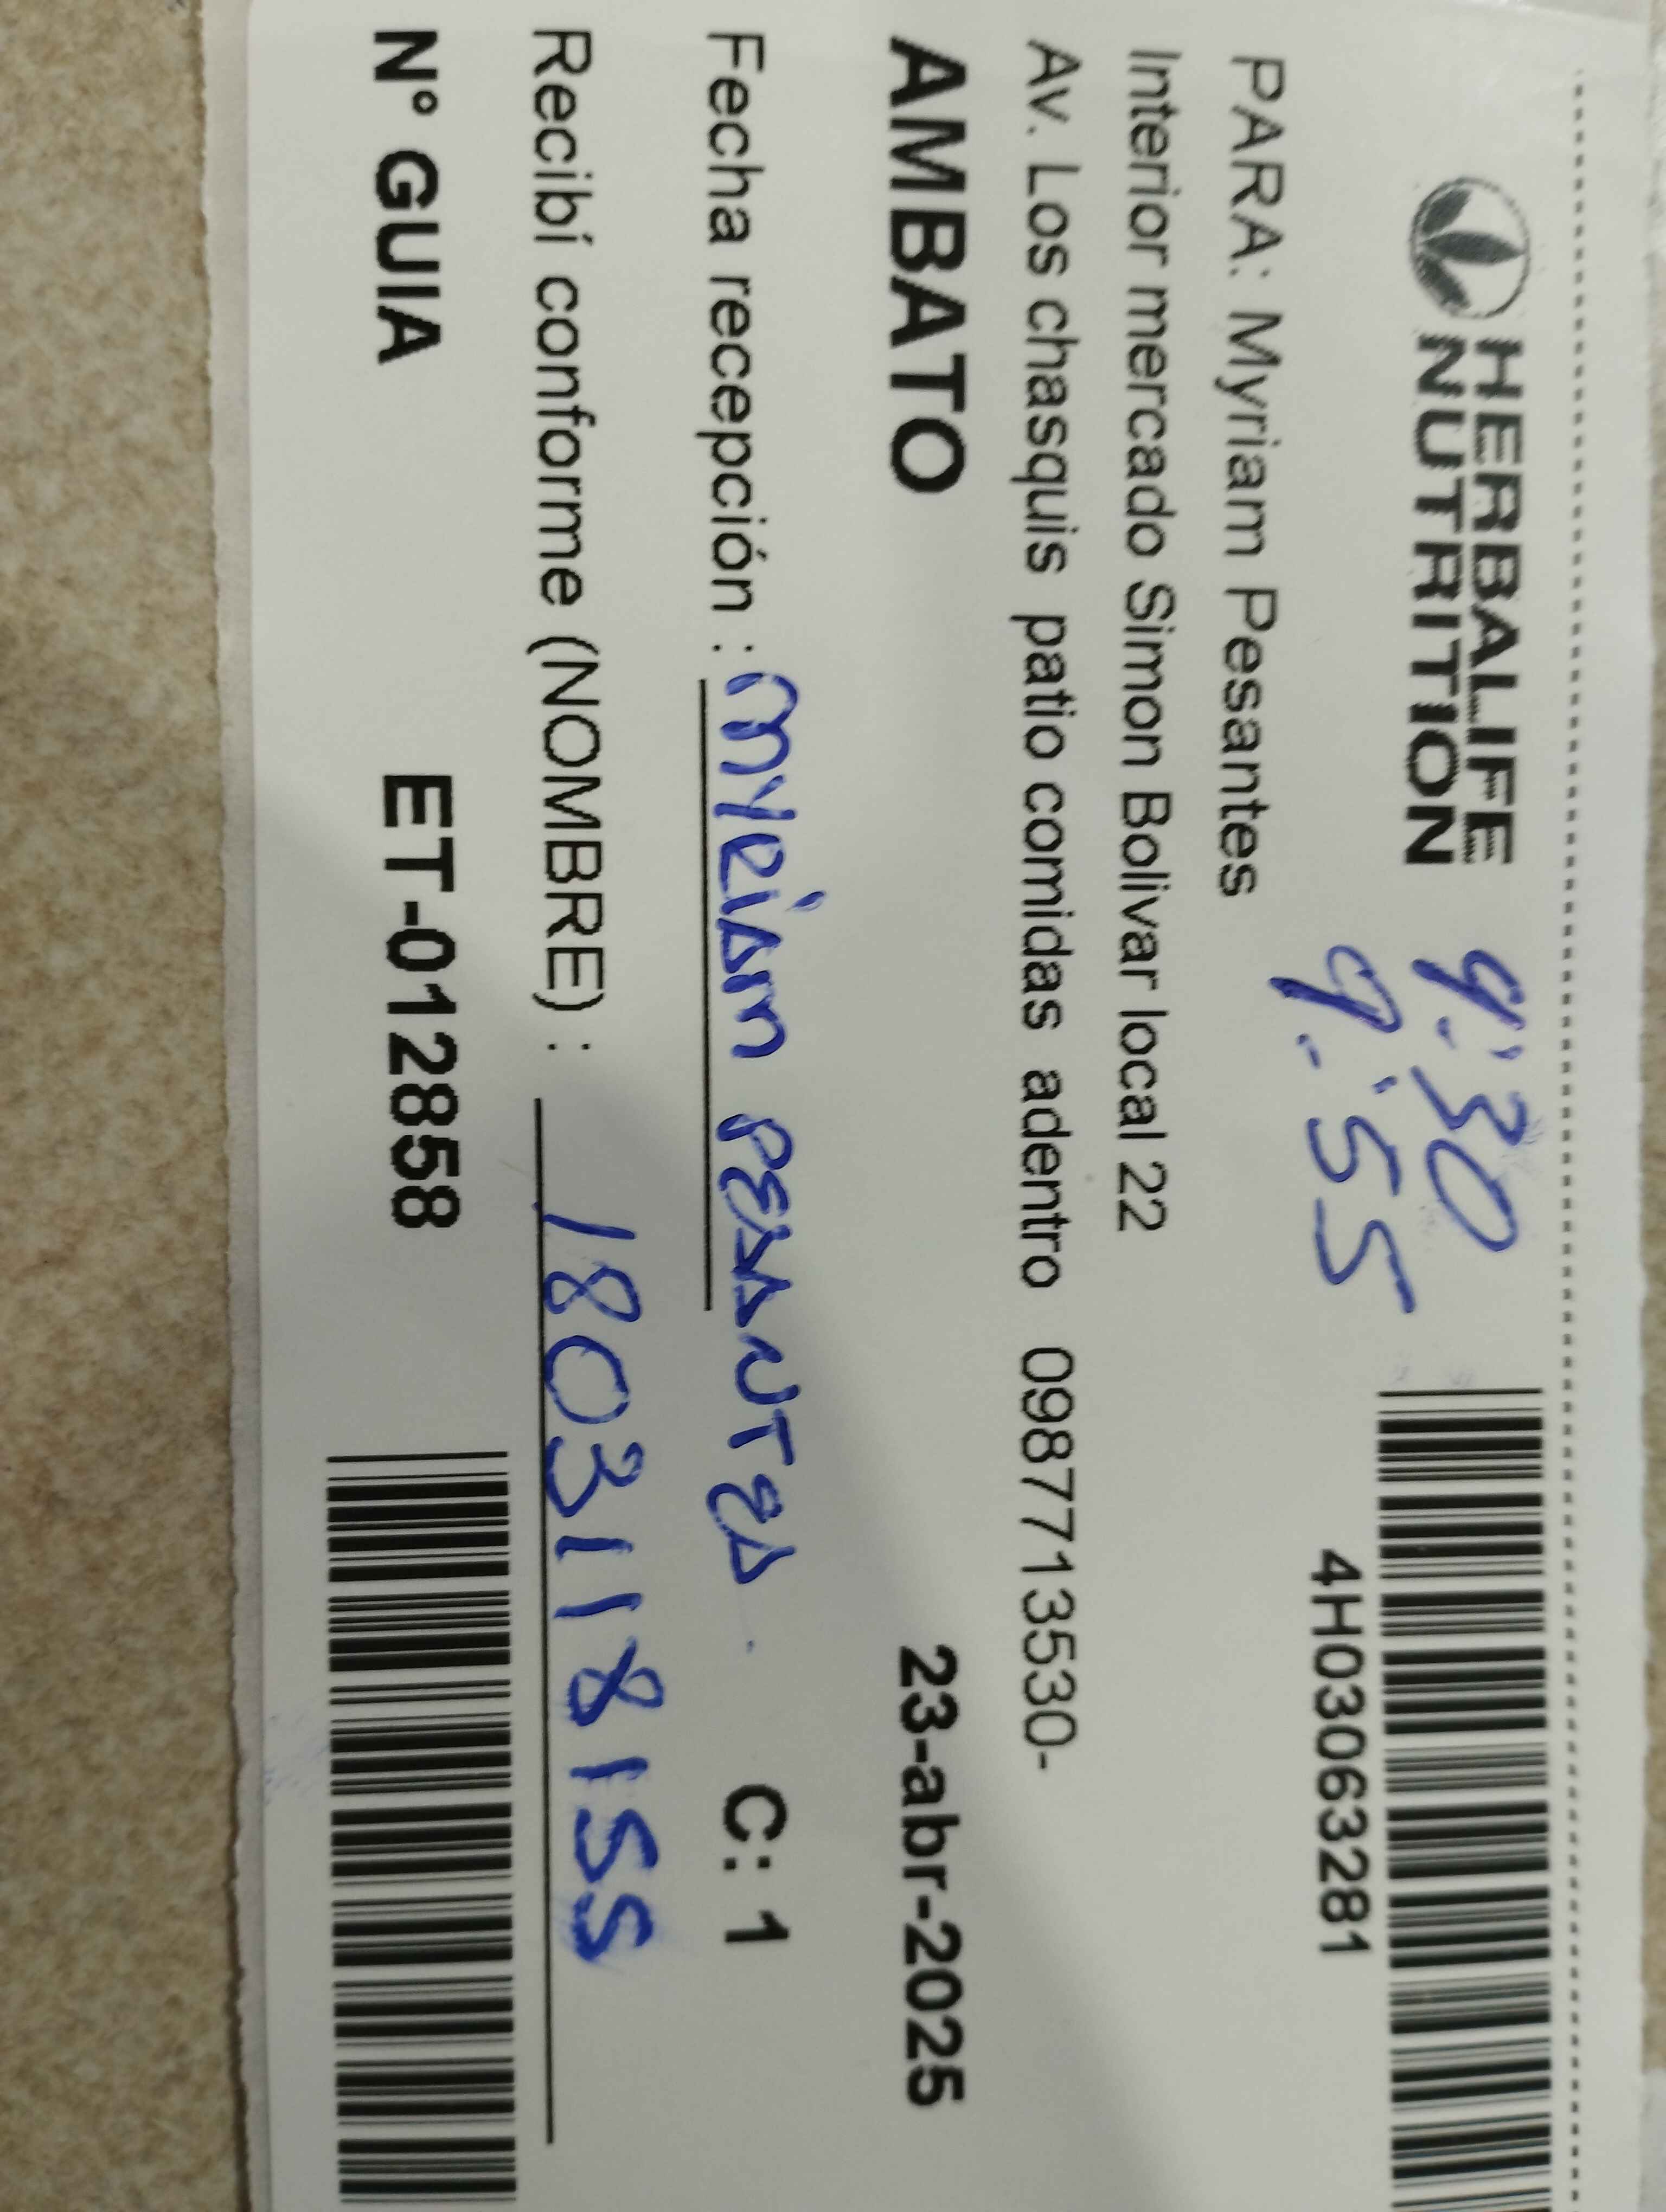 HERBALIFE
NUTRITION
9:30
9:55
4H03063281
PARA: Myriam Pesantes
Interior mercado Simon Bolivar local 22
Av. Los chasquis patio comidas adentro 0987713530-
AMBATO 23-abr-2025
Fecha recepción : Myriam Pesantes C: 1
Recibí conforme (NOMBRE) : 1803118155
N° GUIA ET-012858